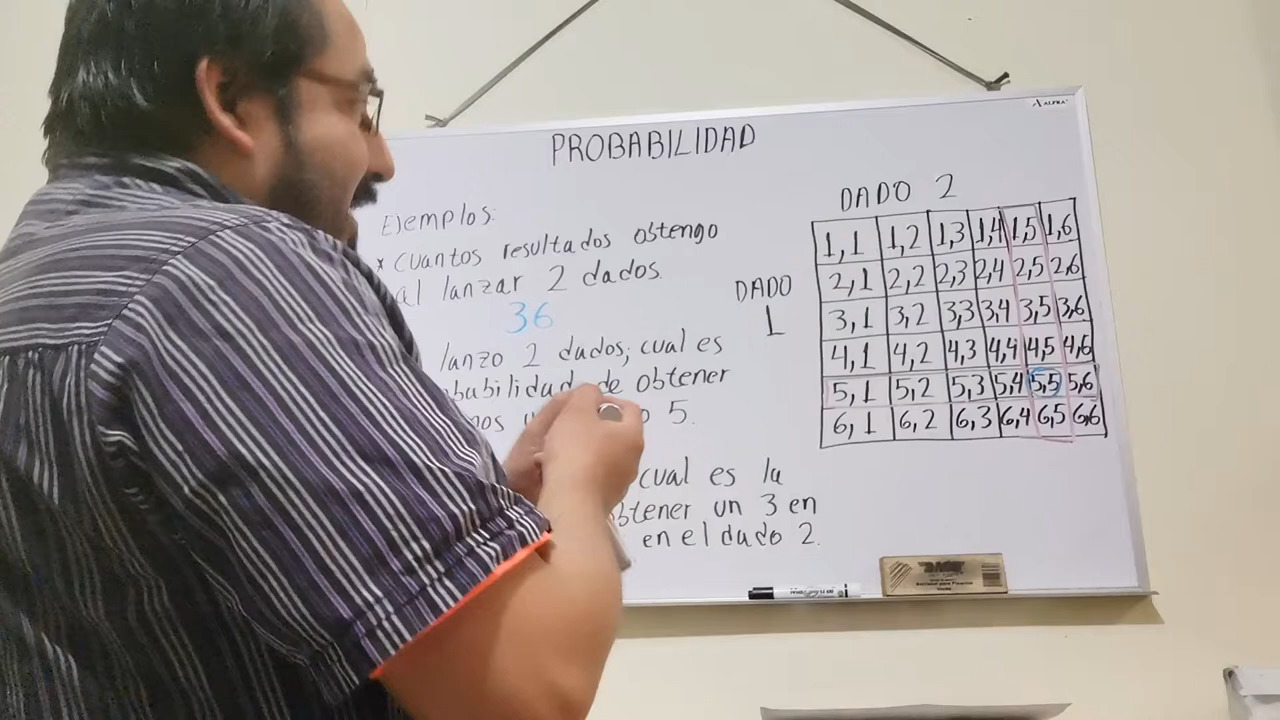 PROBABILIDAD
Ejemplos:
* cuantos resultados obtengo
al lanzar 2 dados.
36
lanzo 2 dados, cual es
de obtener
5.
cual es la
un 3 en
en el dado 2.
DADO 2
DADO
1
1,1 1,2 1,3 1,4 1,5 1,6
2,1 2,2 2,3 2,4 2,5 2,6
3,1 3,2 3,3 3,4 3,5 3,6
4,1 4,2 4,3 4,4 4,5 4,6
5,1 5,2 5,3 5,4 5,5 5,6
6,1 6,2 6,3 6,4 6,5 6,6
ALFRA